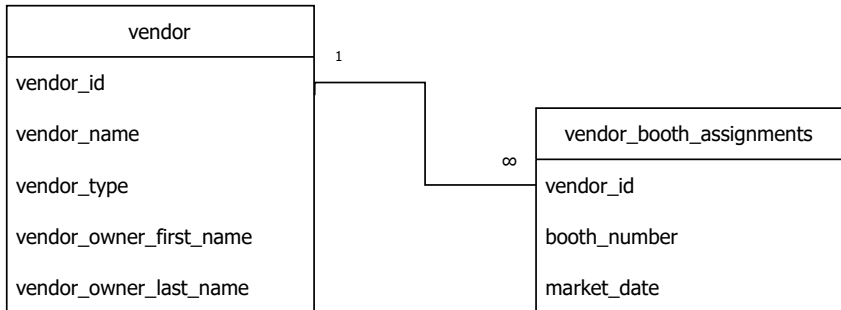 vendor
vendor_id
vendor_name
vendor_type
vendor_owner_first_name
vendor_owner_last_name
1
∞
vendor_booth_assignments
vendor_id
booth_number
market_date